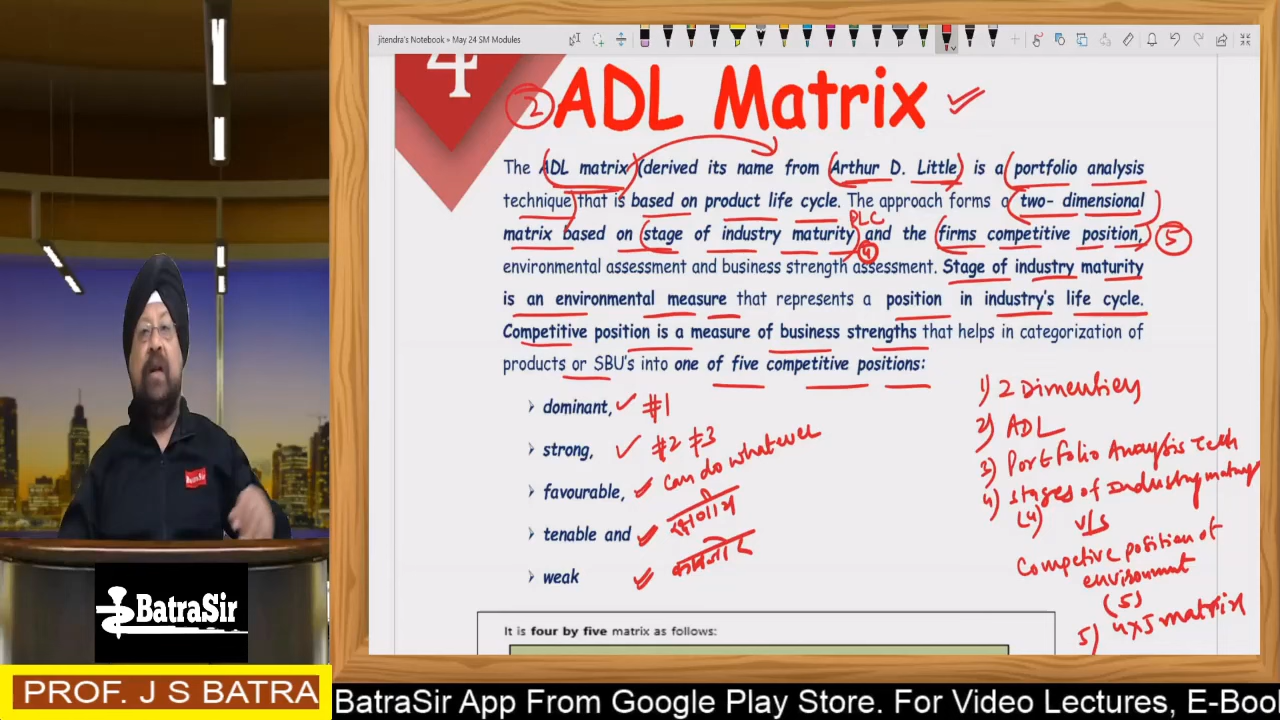 jitendra's Notebook » May 24 SM Modules
4
② ADL Matrix
The ADL matrix (derived its name from Arthur D. Little) is a portfolio analysis
technique that is based on product life cycle. The approach forms a two- dimensional
PLC
matrix based on stage of industry maturity and the firms competitive position, ⑤
④
environmental assessment and business strength assessment. Stage of industry maturity
is an environmental measure that represents a position in industry's life cycle.
Competitive position is a measure of business strengths that helps in categorization of
products or SBU's into one of five competitive positions:
dominant, #1
strong, #2 #3
favourable, can do whatever
tenable and
weak कमजोर
1) 2 Dimenties
2) ADL
3) Portfolio Analysis Tech
4) Stages of Industry
(4) v/s
Competive position of
environment
(5)
5) 4x5 matrix
It is four by five matrix as follows:
BatraSir
BatraSir
PROF. J S BATRA
BatraSir App From Google Play Store. For Video Lectures, E-Boo